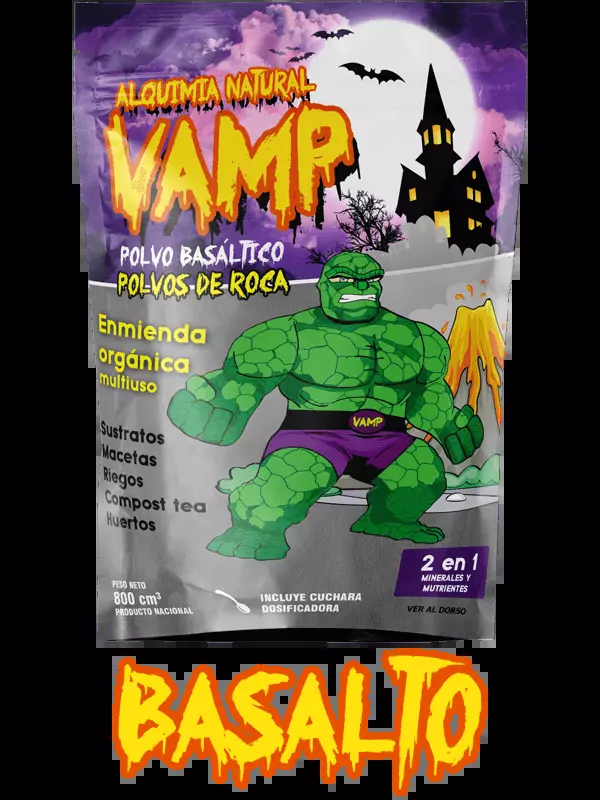 ALQUIMIA NATURAL
VAMP
POLVO BASÁLTICO
POLVOS DE ROCA
Enmienda
orgánica
multiuso
Sustratos
Macetas
Riegos
Compost tea
Huertos
VAMP
2 en 1
MINERALES Y
NUTRIENTES
PESO NETO
800 cm³
PRODUCTO NACIONAL
INCLUYE CUCHARA
DOSIFICADORA
VER AL DORSO
BASALTO